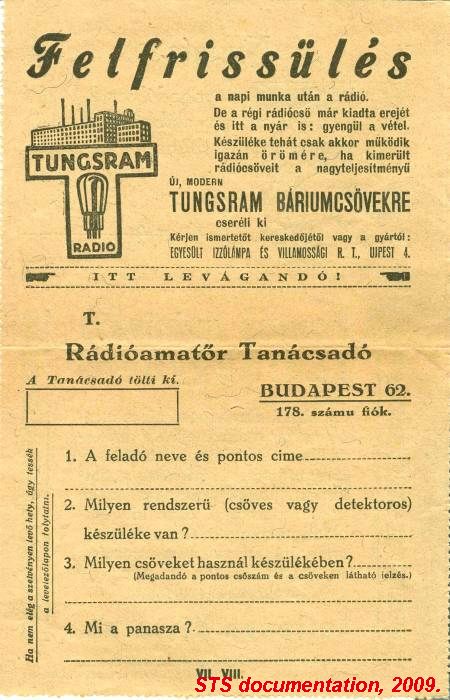 Felfrissülés
a napi munka után a rádió.
De a régi rádiócső már kiadta erejét
és itt a nyár is: gyengül a vétel.
Készüléke tehát csak akkor működik
igazán örömére, ha kimerült
rádiócsöveit a nagyteljesítményű
ÚJ, MODERN
TUNGSRAM BÁRIUMCSÖVEKRE
cseréli ki
Kérjen ismertetőt kereskedőjétől vagy a gyártól:
EGYESÜLT IZZÓLÁMPA ÉS VILLAMOSSÁGI R. T., UJPEST 4.
TUNGSRAM
RADIO
ITT LEVÁGANDÓ!
T.
Rádióamatőr Tanácsadó
A Tanácsadó tölti ki.
BUDAPEST 62.
178. számu fiók.
1. A feladó neve és pontos cime
2. Milyen rendszerü (csöves vagy detektoros)
készüléke van?
3. Milyen csöveket használ készülékében?
(Megadandó a pontos csőszám és a csöveken látható jelzés.)
4. Mi a panasza?
Ha nem elég a szelvényen levő hely, úgy tessék
a levelezőlapon folytatni.
VII. VIII.
STS documentation, 2009.